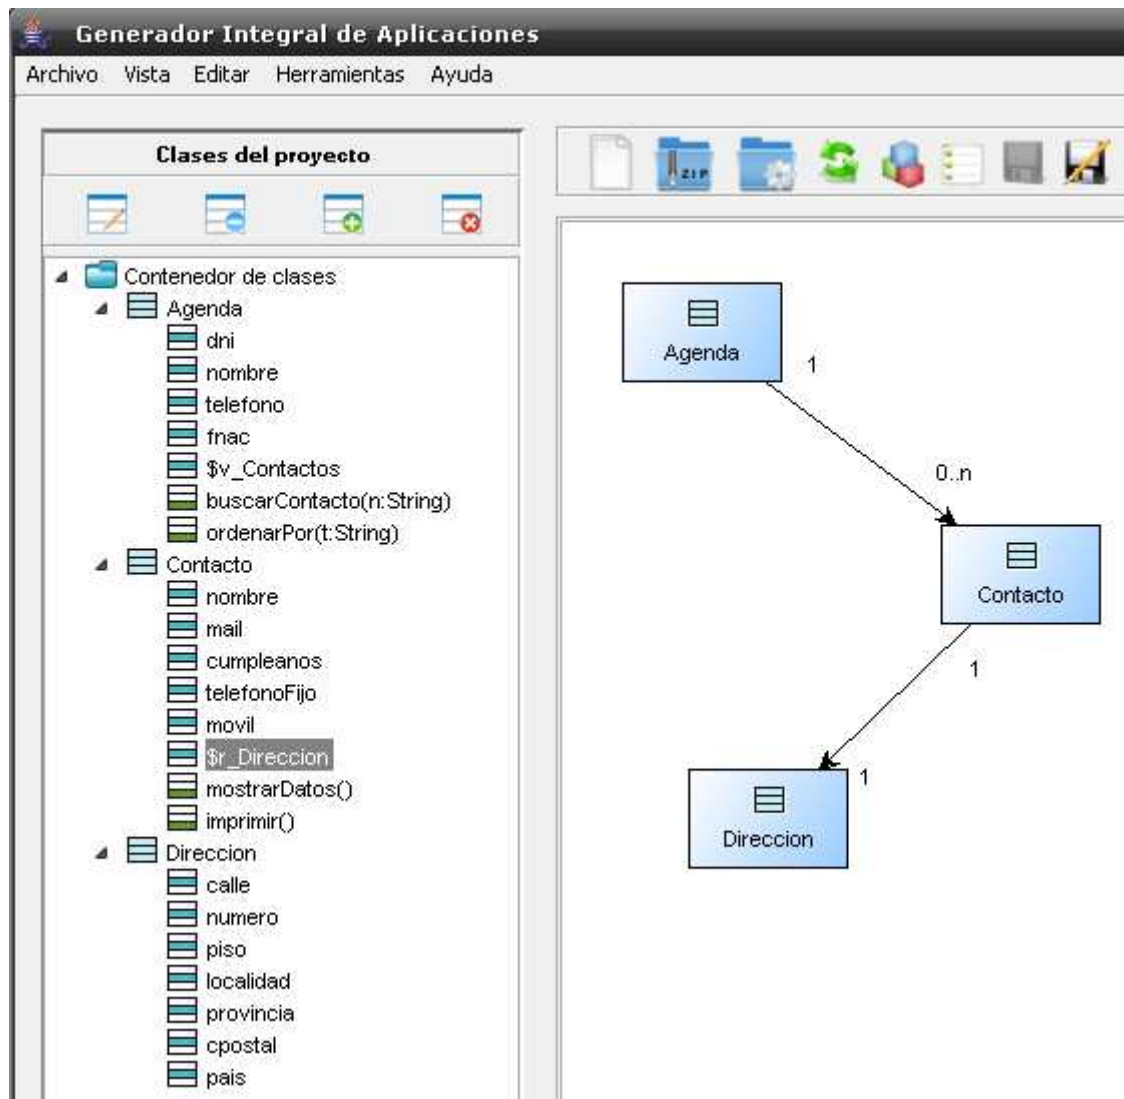 Generador Integral de Aplicaciones
Archivo Vista Editar Herramientas Ayuda
Clases del proyecto
ZIP
Contenedor de clases
Agenda
dni
nombre
telefono
fnac
$v_Contactos
buscarContacto(n:String)
ordenarPor(t:String)
Contacto
nombre
mail
cumpleanos
telefonoFijo
movil
$r_Direccion
mostrarDatos()
imprimir()
Direccion
calle
numero
piso
localidad
provincia
cpostal
pais
Agenda
1
0..n
Contacto
1
1
Direccion